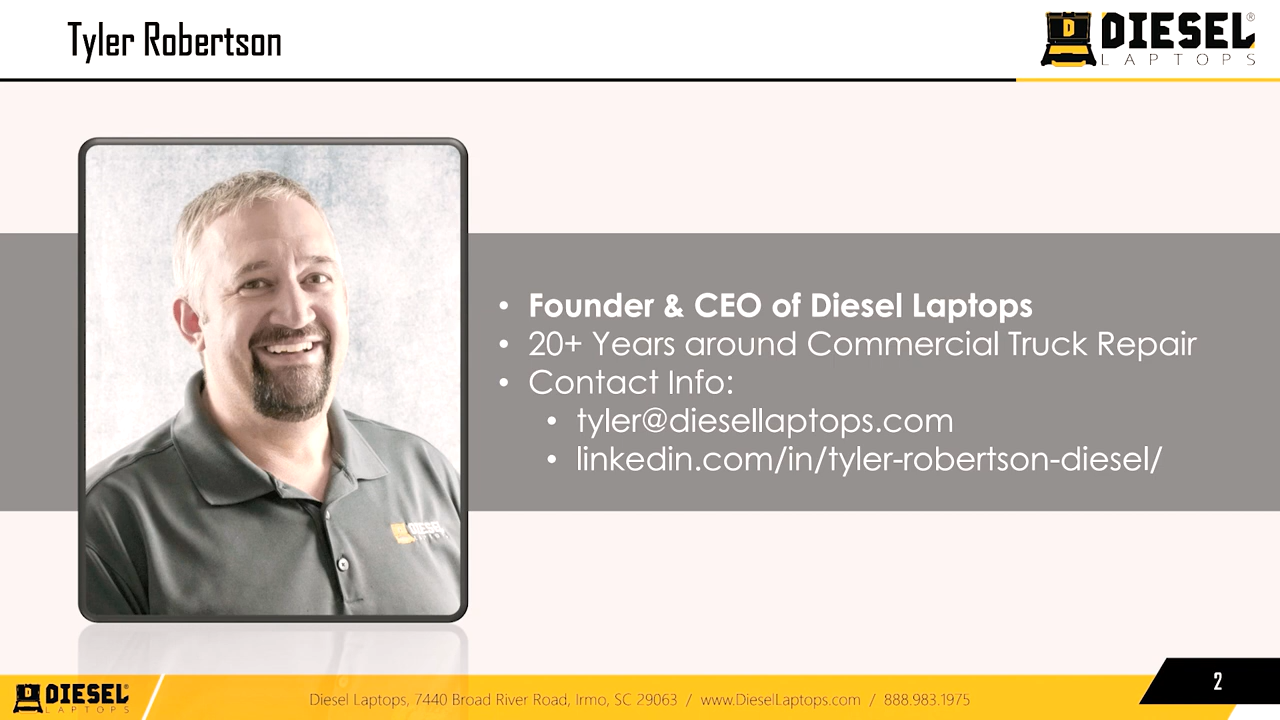 Tyler Robertson
D
DIESEL®
LAPTOPS
• Founder & CEO of Diesel Laptops
• 20+ Years around Commercial Truck Repair
• Contact Info:
• tyler@diesellaptops.com
• linkedin.com/in/tyler-robertson-diesel/
DIESEL
DIESEL
LAPTOPS
Diesel Laptops, 7440 Broad River Road, Irmo, SC 29063 / www.DieselLaptops.com / 888.983.1975
2